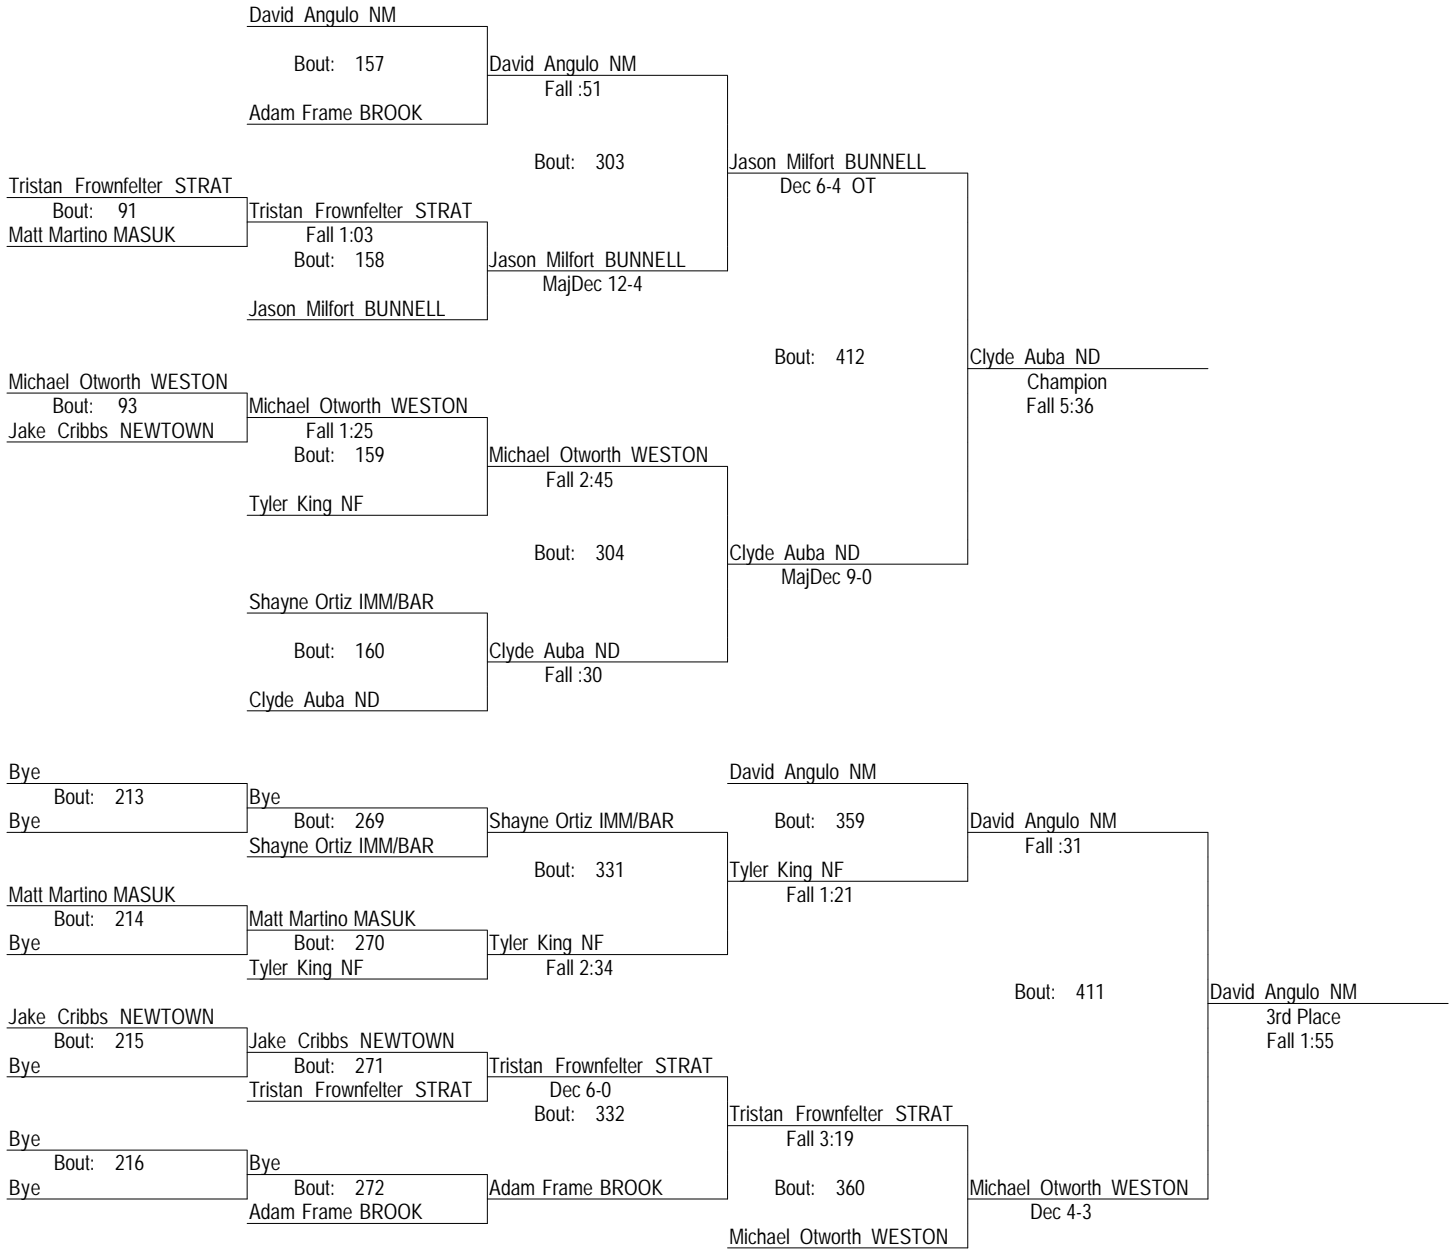 David Angulo NM
Bout: 157
David Angulo NM
Fall :51
Adam Frame BROOK
Bout: 303
Jason Milfort BUNNELL
Dec 6-4 OT
Tristan Frownfelter STRAT
Bout: 91
Tristan Frownfelter STRAT
Matt Martino MASUK
Fall 1:03
Bout: 158
Jason Milfort BUNNELL
MajDec 12-4
Jason Milfort BUNNELL
Bout: 412
Clyde Auba ND
Champion
Fall 5:36
Michael Otworth WESTON
Bout: 93
Michael Otworth WESTON
Jake Cribbs NEWTOWN
Fall 1:25
Bout: 159
Michael Otworth WESTON
Fall 2:45
Tyler King NF
Bout: 304
Clyde Auba ND
MajDec 9-0
Shayne Ortiz IMM/BAR
Bout: 160
Clyde Auba ND
Fall :30
Clyde Auba ND
Bye
Bout: 213
Bye
Bye
Bout: 269
Shayne Ortiz IMM/BAR
Shayne Ortiz IMM/BAR
David Angulo NM
Bout: 359
David Angulo NM
Fall :31
Bout: 331
Tyler King NF
Fall 1:21
Matt Martino MASUK
Bout: 214
Matt Martino MASUK
Bye
Bout: 270
Tyler King NF
Tyler King NF
Fall 2:34
Bout: 411
David Angulo NM
3rd Place
Fall 1:55
Jake Cribbs NEWTOWN
Bout: 215
Jake Cribbs NEWTOWN
Bye
Bout: 271
Tristan Frownfelter STRAT
Tristan Frownfelter STRAT
Dec 6-0
Bout: 332
Tristan Frownfelter STRAT
Fall 3:19
Bye
Bout: 216
Bye
Bye
Bout: 272
Adam Frame BROOK
Adam Frame BROOK
Bout: 360
Michael Otworth WESTON
Dec 4-3
Michael Otworth WESTON